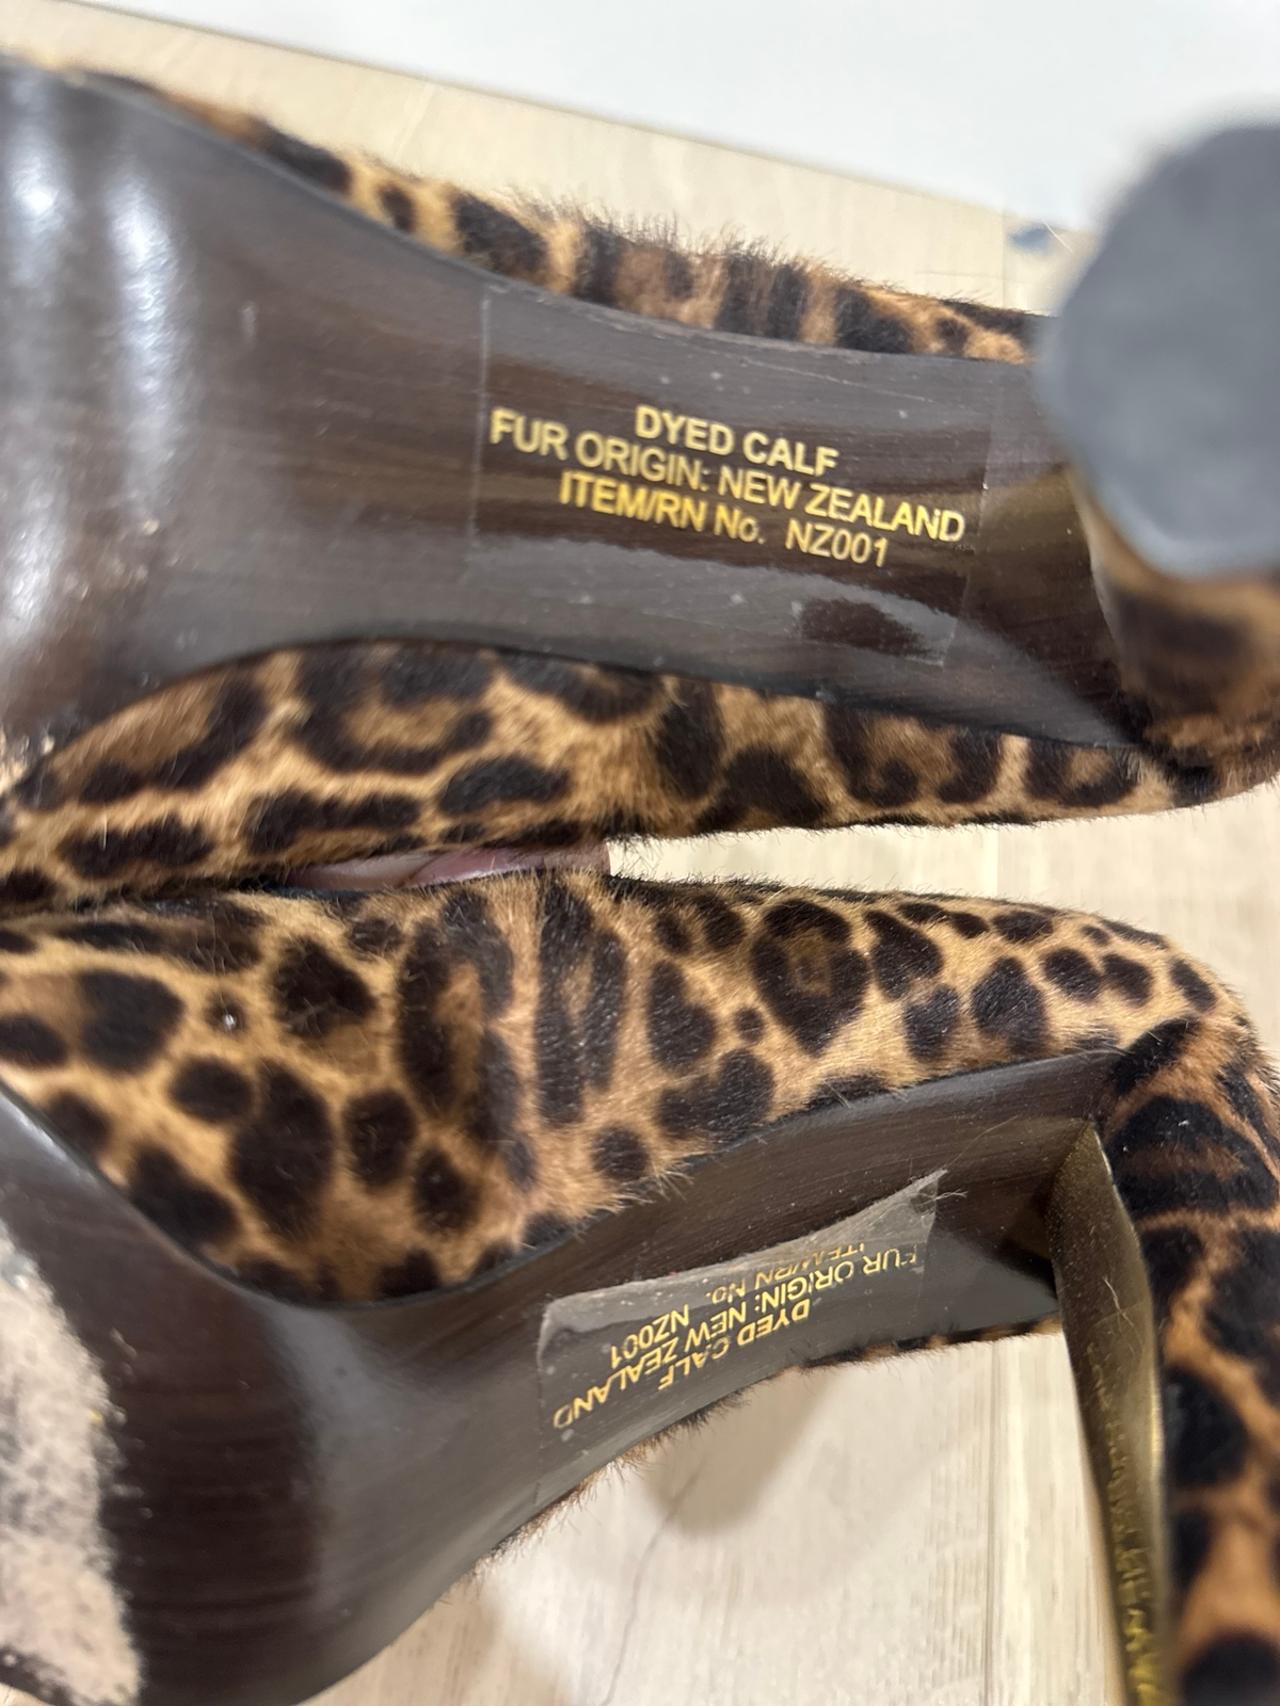 DYED CALF
FUR ORIGIN: NEW ZEALAND
ITEM/RN No. NZ001
DYED CALF
FUR ORIGIN: NEW ZEALAND
ITEM/RN No. NZ001